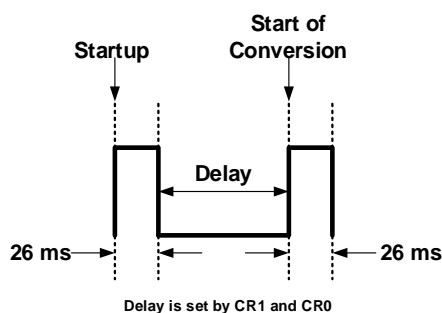 Startup
Start of
Conversion
Delay
26 ms
26 ms
Delay is set by CR1 and CR0